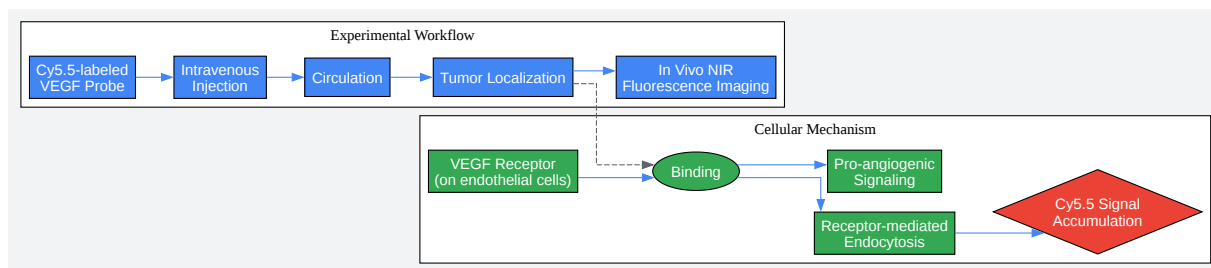 Experimental Workflow
Cy5.5-labeled
VEGF Probe
Intravenous
Injection
Circulation
Tumor Localization
In Vivo NIR
Fluorescence Imaging
Cellular Mechanism
VEGF Receptor
(on endothelial cells)
Binding
Pro-angiogenic
Signaling
Receptor-mediated
Endocytosis
Cy5.5 Signal
Accumulation